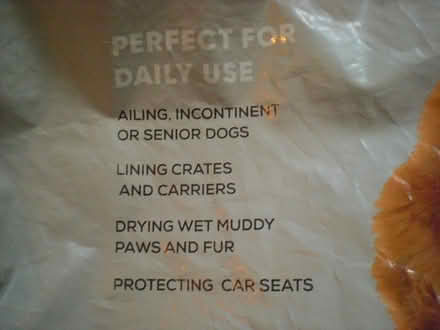 PERFECT FOR
DAILY USE
AILING, INCONTINENT
OR SENIOR DOGS
LINING CRATES
AND CARRIERS
DRYING WET MUDDY
PAWS AND FUR
PROTECTING CAR SEATS